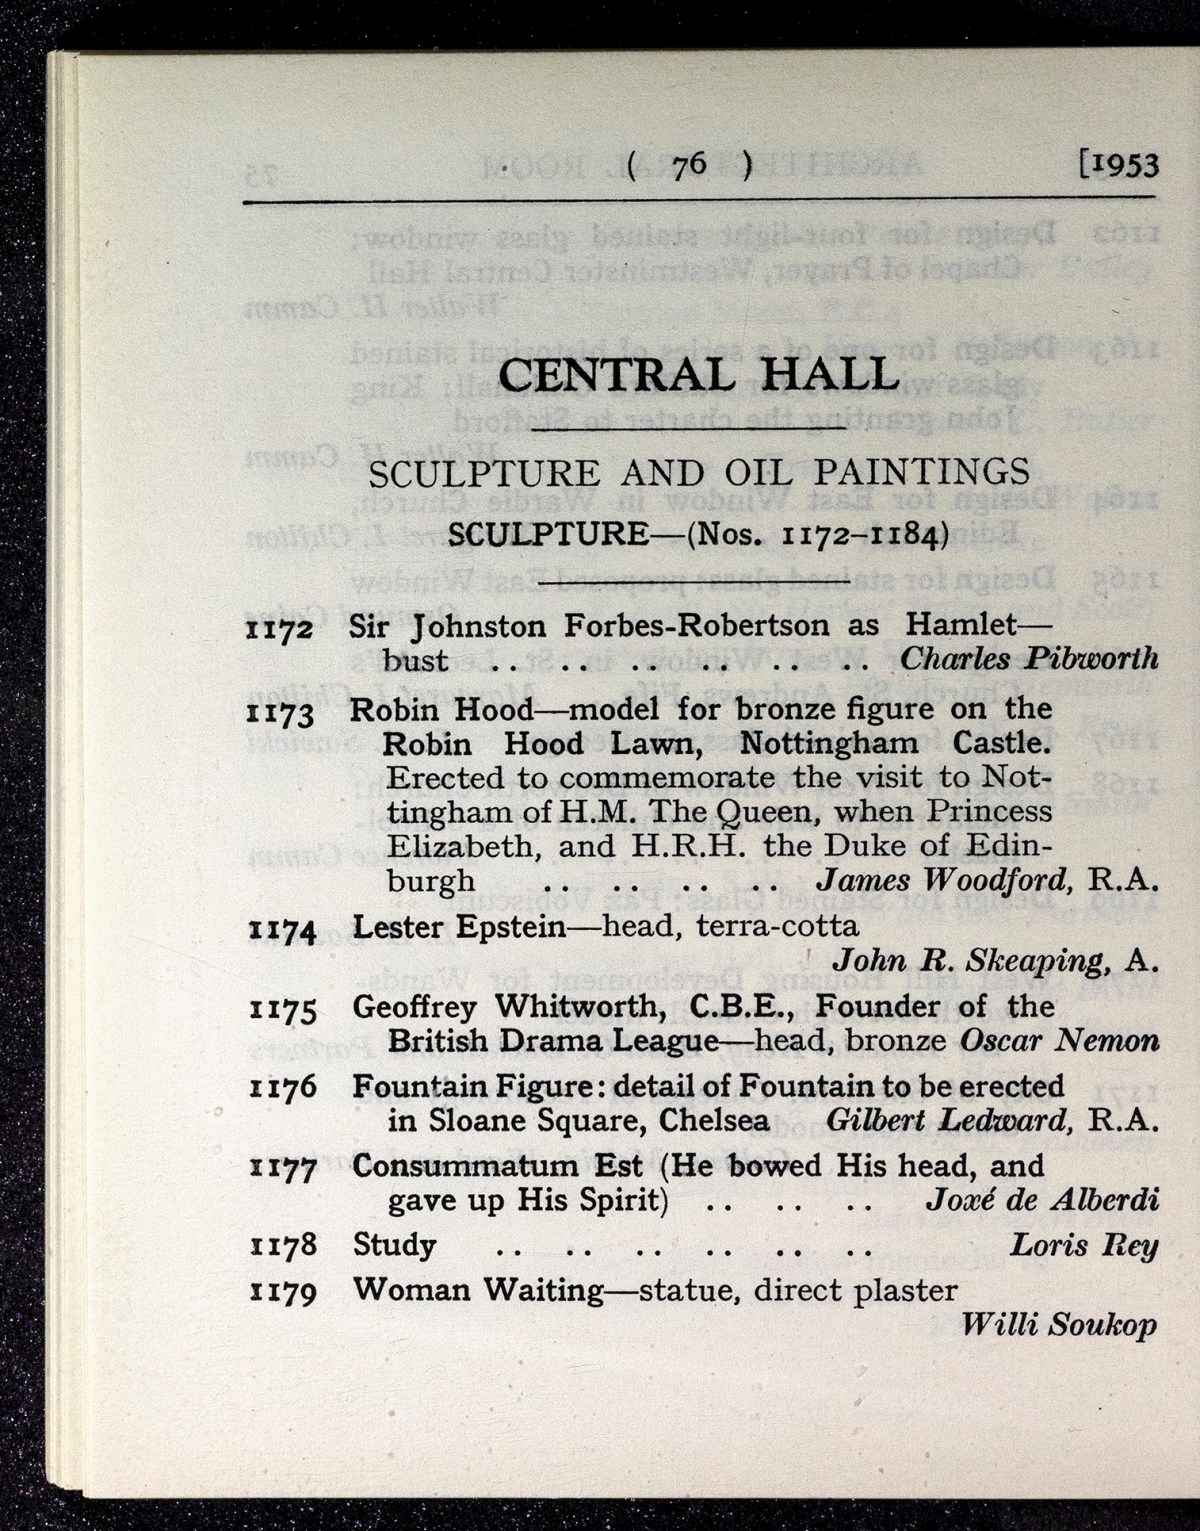 ( 76 ) [1953
CENTRAL HALL
SCULPTURE AND OIL PAINTINGS
SCULPTURE—(Nos. 1172–1184)
1172 Sir Johnston Forbes-Robertson as Hamlet—
bust .. .. .. .. .. .. Charles Pibworth
1173 Robin Hood—model for bronze figure on the
Robin Hood Lawn, Nottingham Castle.
Erected to commemorate the visit to Not-
tingham of H.M. The Queen, when Princess
Elizabeth, and H.R.H. the Duke of Edin-
burgh .. .. .. .. James Woodford, R.A.
1174 Lester Epstein—head, terra-cotta
John R. Skeaping, A.
1175 Geoffrey Whitworth, C.B.E., Founder of the
British Drama League—head, bronze Oscar Nemon
1176 Fountain Figure: detail of Fountain to be erected
in Sloane Square, Chelsea Gilbert Ledward, R.A.
1177 Consummatum Est (He bowed His head, and
gave up His Spirit) .. .. .. Joxé de Alberdi
1178 Study .. .. .. .. .. .. Loris Rey
1179 Woman Waiting—statue, direct plaster
Willi Soukop